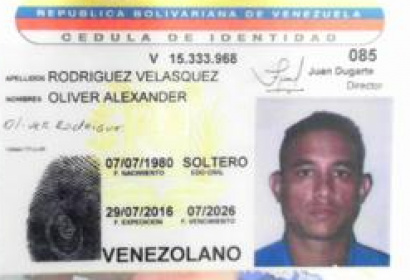 REPUBLICA BOLIVARIANA DE VENEZUELA
CEDULA DE IDENTIDAD
V 15.333.968
085
APELLIDOS RODRIGUEZ VELASQUEZ
Juan Dugarte
Director
NOMBRES OLIVER ALEXANDER
Oliver Rodriguez
TITULAR
07/07/1980 SOLTERO
F. NACIMIENTO EDO CIVIL
29/07/2016 07/2026
F. EXPEDICION F. VENCIMIENTO
VENEZOLANO